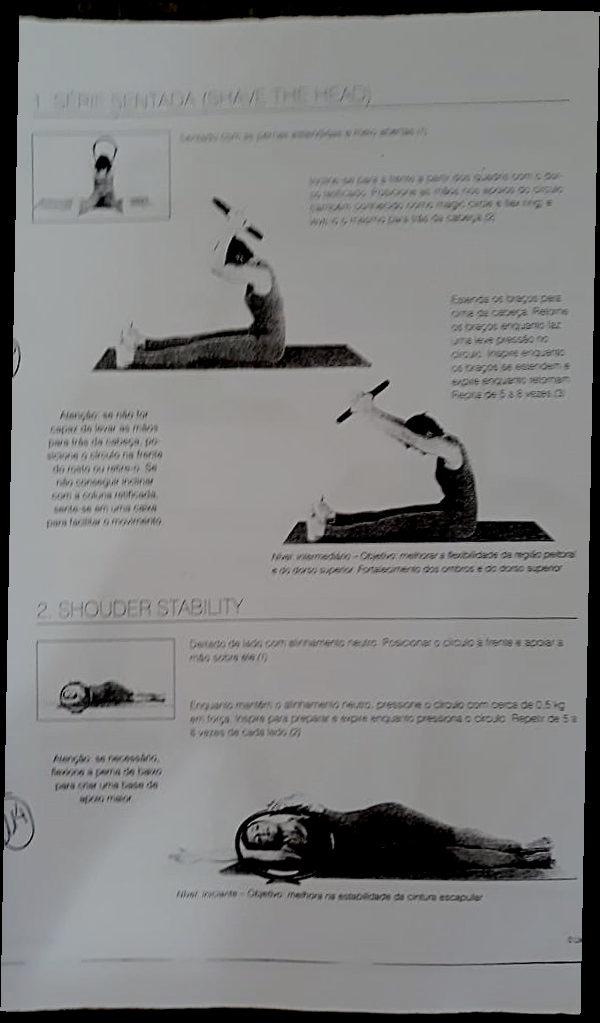 1. SÉRIE SENTADA (SHAVE THE HEAD)
Sentado com as pernas estendidas e
Incline-se para a frente a partir dos quadris com o dor-
so retificado. Posicione as mãos nos apoios do círculo
(também conhecido como magic circle e flex ring) e
leve-o o mesmo para trás da cabeça.(2)
Estenda os braços para
cima da cabeça. Retorne
os braços enquanto faz
uma leve pressão no
círculo. Inspire enquanto
os braços se estendem e
expire enquanto retornam.
Repita de 5 a 8 vezes.(3)
Atenção: se não for
capaz de levar as mãos
para trás da cabeça, po-
sicione o círculo na frente
do rosto ou retire-o. Se
não conseguir inclinar
com a coluna retificada,
sente-se em uma caixa
para facilitar o movimento.
Nível: intermediário – Objetivo: melhorar a flexibilidade da região peitoral
e do dorso superior. Fortalecimento dos ombros e do dorso superior
2. SHOUDER STABILITY
Deitado de lado com alinhamento neutro. Posicionar o círculo à frente e apoiar a
mão sobre ele.(1)
Enquanto mantém o alinhamento neutro, pressione o círculo com cerca de 0,5 kg
em força. Inspire para preparar e expire enquanto pressiona o círculo. Repetir de 5 a
8 vezes de cada lado.(2)
Atenção: se necessário,
flexione a perna de baixo
para criar uma base de
apoio maior.
Nível: iniciante – Objetivo: melhora na estabilidade da cintura escapular